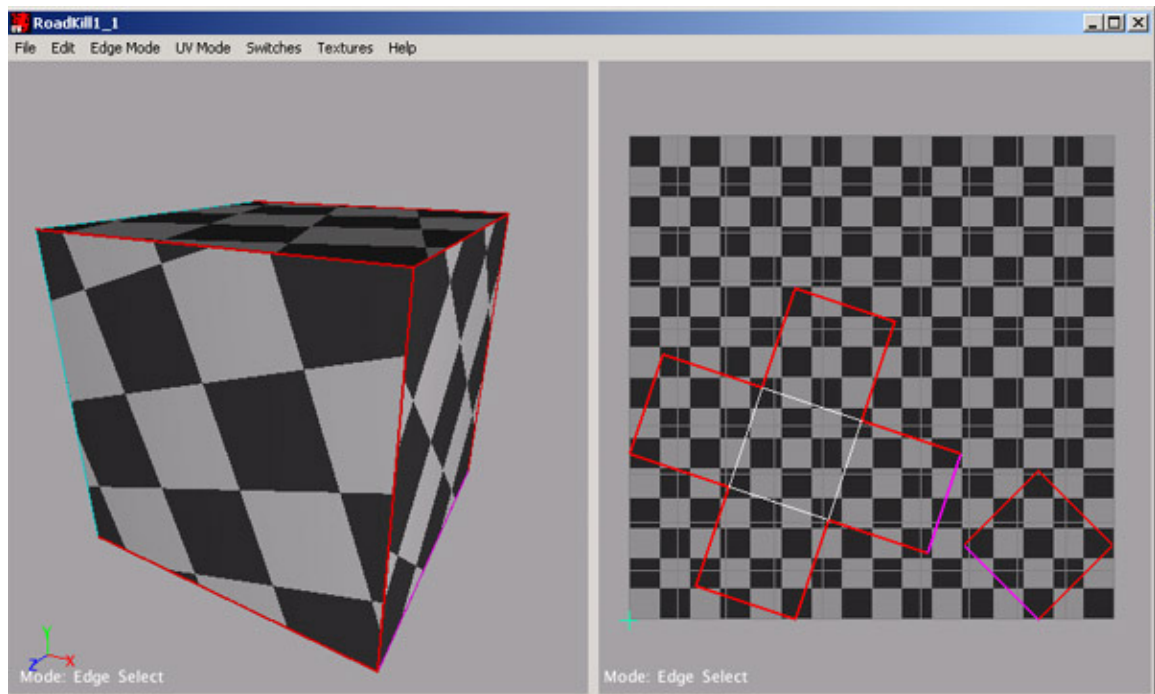 RoadKill1_1
File Edit Edge Mode UV Mode Switches Textures Help
Y
Z X
Mode: Edge Select
Mode: Edge Select